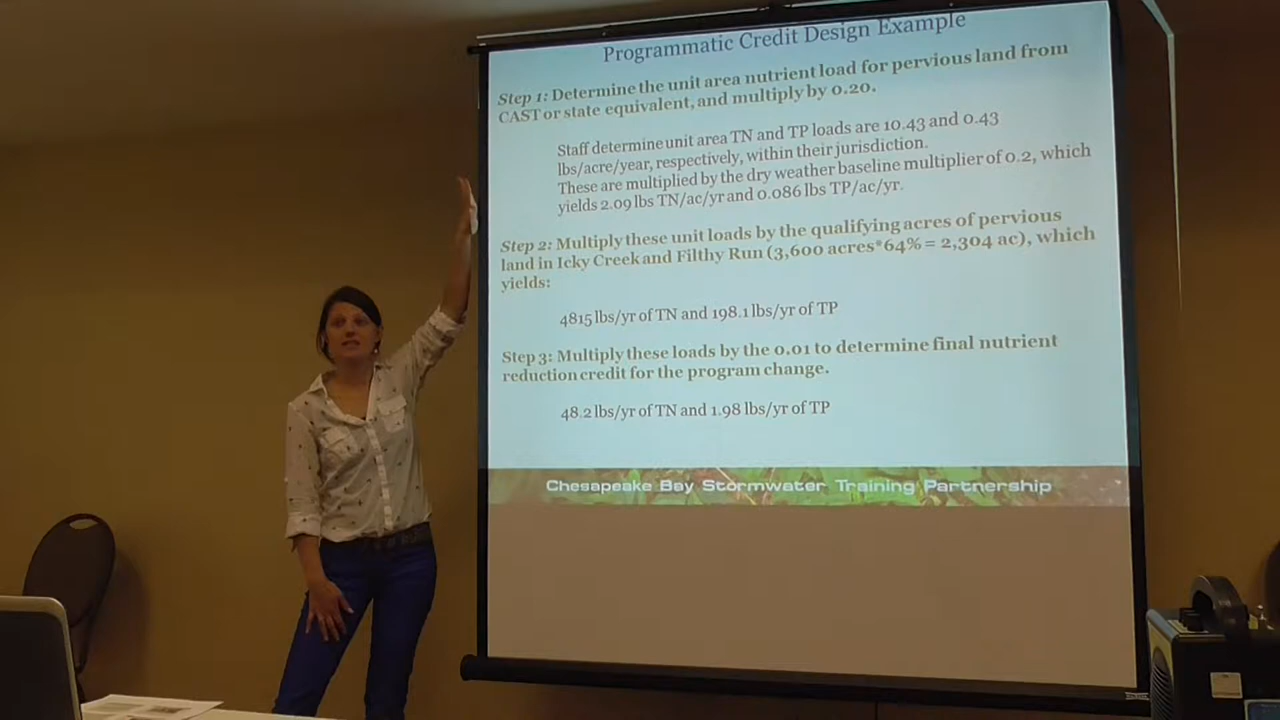 Programmatic Credit Design Example
Step 1: Determine the unit area nutrient load for pervious land from
CAST or state equivalent, and multiply by 0.20.
Staff determine unit area TN and TP loads are 10.43 and 0.43
lbs/acre/year, respectively, within their jurisdiction.
These are multiplied by the dry weather baseline multiplier of 0.2, which
yields 2.09 lbs TN/ac/yr and 0.086 lbs TP/ac/yr.
Step 2: Multiply these unit loads by the qualifying acres of pervious
land in Icky Creek and Filthy Run (3,600 acres*64% = 2,304 ac), which
yields:
4815 lbs/yr of TN and 198.1 lbs/yr of TP
Step 3: Multiply these loads by the 0.01 to determine final nutrient
reduction credit for the program change.
48.2 lbs/yr of TN and 1.98 lbs/yr of TP
Chesapeake Bay Stormwater Training Partnership